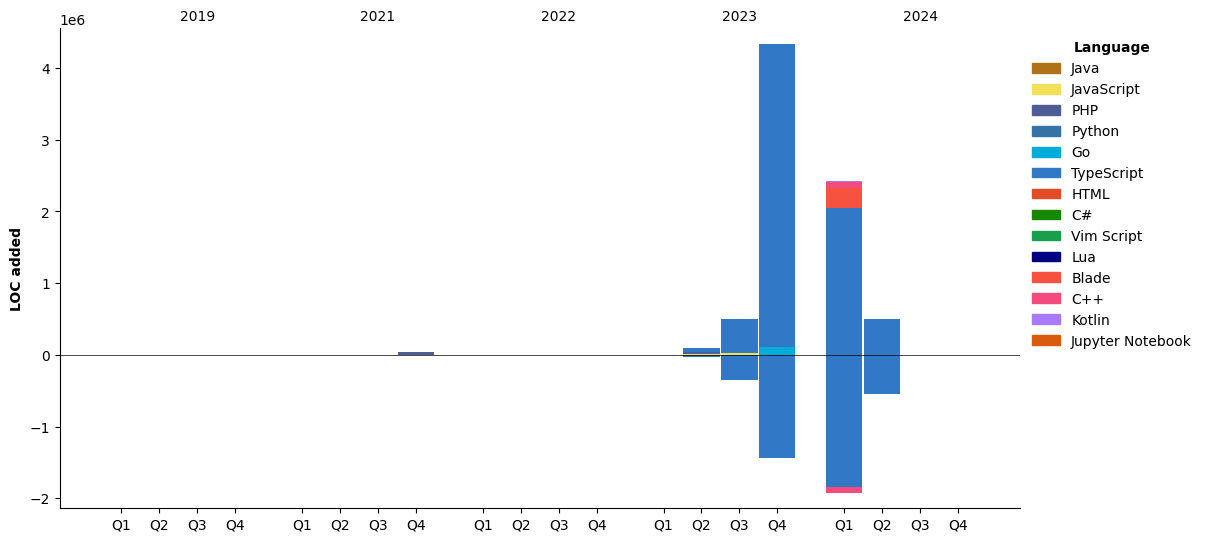 2019 2021 2022 2023 2024
1e6
LOC added
4
3
2
1
0
−1
−2
Q1 Q2 Q3 Q4 Q1 Q2 Q3 Q4 Q1 Q2 Q3 Q4 Q1 Q2 Q3 Q4 Q1 Q2 Q3 Q4
Language
Java
JavaScript
PHP
Python
Go
TypeScript
HTML
C#
Vim Script
Lua
Blade
C++
Kotlin
Jupyter Notebook